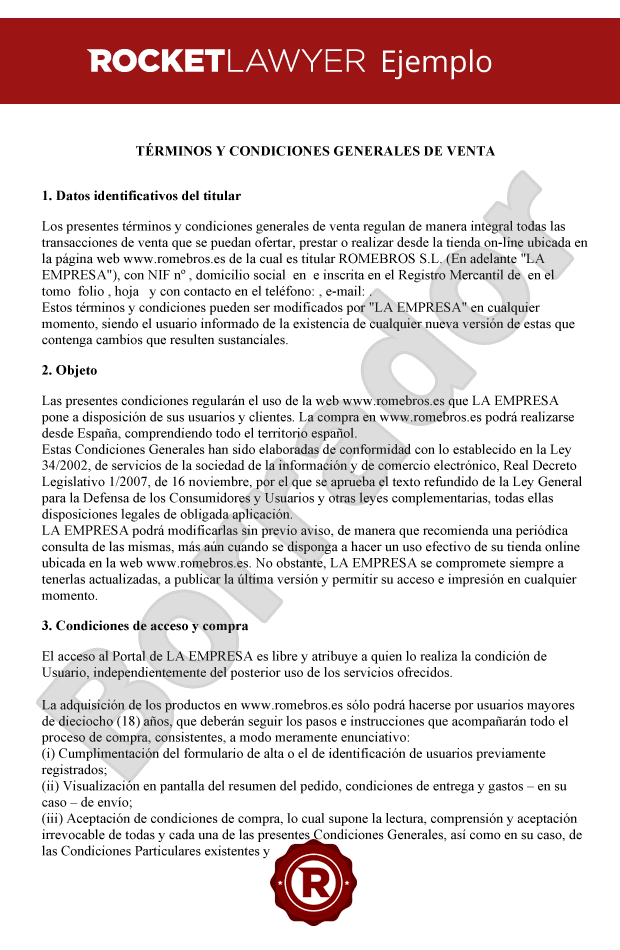 ROCKETLAWYER Ejemplo
TÉRMINOS Y CONDICIONES GENERALES DE VENTA
1. Datos identificativos del titular
Los presentes términos y condiciones generales de venta regulan de manera integral todas las
transacciones de venta que se puedan ofertar, prestar o realizar desde la tienda on-line ubicada en
la página web www.romebros.es de la cual es titular ROMEBROS S.L. (En adelante "LA
EMPRESA"), con NIF nº , domicilio social en e inscrita en el Registro Mercantil de en el
tomo folio , hoja y con contacto en el teléfono: , e-mail: .
Estos términos y condiciones pueden ser modificados por "LA EMPRESA" en cualquier
momento, siendo el usuario informado de la existencia de cualquier nueva versión de estas que
contenga cambios que resulten sustanciales.
2. Objeto
Las presentes condiciones regularán el uso de la web www.romebros.es que LA EMPRESA
pone a disposición de sus usuarios y clientes. La compra en www.romebros.es podrá realizarse
desde España, comprendiendo todo el territorio español.
Estas Condiciones Generales han sido elaboradas de conformidad con lo establecido en la Ley
34/2002, de servicios de la sociedad de la información y de comercio electrónico, Real Decreto
Legislativo 1/2007, de 16 noviembre, por el que se aprueba el texto refundido de la Ley General
para la Defensa de los Consumidores y Usuarios y otras leyes complementarias, todas ellas
disposiciones legales de obligada aplicación.
LA EMPRESA podrá modificarlas sin previo aviso, de manera que recomienda una periódica
consulta de las mismas, más aún cuando se disponga a hacer un uso efectivo de su tienda online
ubicada en la web www.romebros.es. No obstante, LA EMPRESA se compromete siempre a
tenerlas actualizadas, a publicar la última versión y permitir su acceso e impresión en cualquier
momento.
3. Condiciones de acceso y compra
El acceso al Portal de LA EMPRESA es libre y atribuye a quien lo realiza la condición de
Usuario, independientemente del posterior uso de los servicios ofrecidos.
La adquisición de los productos en www.romebros.es sólo podrá hacerse por usuarios mayores
de dieciocho (18) años, que deberán seguir los pasos e instrucciones que acompañarán todo el
proceso de compra, consistentes, a modo meramente enunciativo:
(i) Cumplimentación del formulario de alta o el de identificación de usuarios previamente
registrados;
(ii) Visualización en pantalla del resumen del pedido, condiciones de entrega y gastos – en su
caso – de envío;
(iii) Aceptación de condiciones de compra, lo cual supone la lectura, comprensión y aceptación
irrevocable de todas y cada una de las presentes Condiciones Generales, así como en su caso, de
las Condiciones Particulares existentes y
Borrador
R